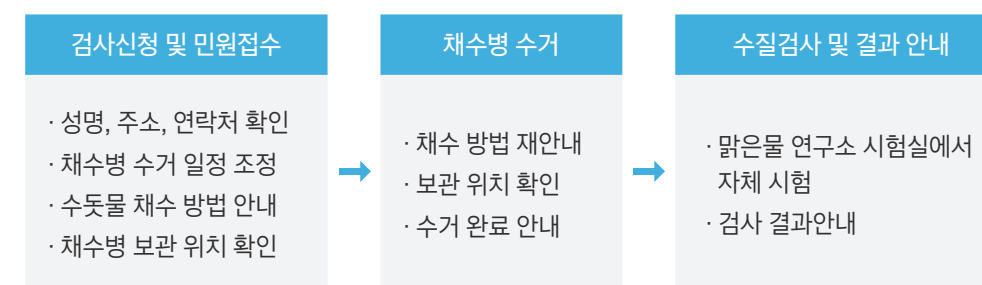 검사신청 및 민원접수
· 성명, 주소, 연락처 확인
· 채수병 수거 일정 조정
· 수돗물 채수 방법 안내
· 채수병 보관 위치 확인
채수병 수거
· 채수 방법 재안내
· 보관 위치 확인
· 수거 완료 안내
수질검사 및 결과 안내
· 맑은물 연구소 시험실에서
자체 시험
· 검사 결과안내